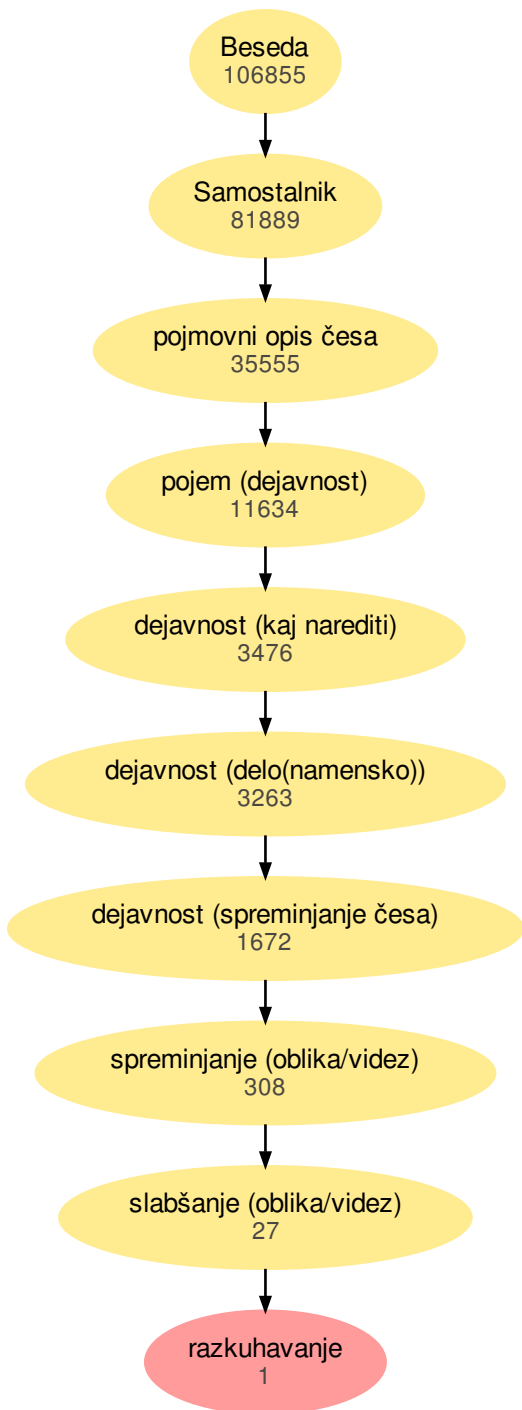 Beseda
106855
Samostalnik
81889
pojmovni opis česa
35555
pojem (dejavnost)
11634
dejavnost (kaj narediti)
3476
dejavnost (delo(namensko))
3263
dejavnost (spreminjanje česa)
1672
spreminjanje (oblika/videz)
308
slabšanje (oblika/videz)
27
razkuhavanje
1